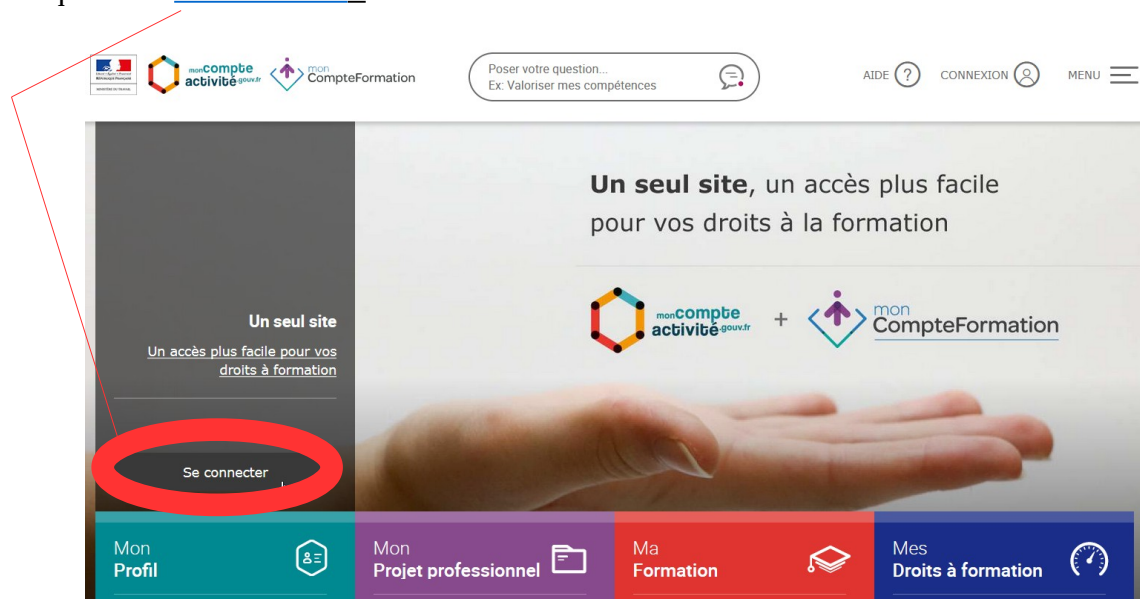 moncompte
activité.gouv.fr
mon
CompteFormation
Poser votre question...
Ex: Valoriser mes compétences
AIDE ?
CONNEXION
MENU
Un seul site, un accès plus facile
pour vos droits à la formation
moncompte
activité.gouv.fr
+
mon
CompteFormation
Un seul site
Un accès plus facile pour vos
droits à formation
Se connecter
Mon
Profil
Mon
Projet professionnel
Ma
Formation
Mes
Droits à formation